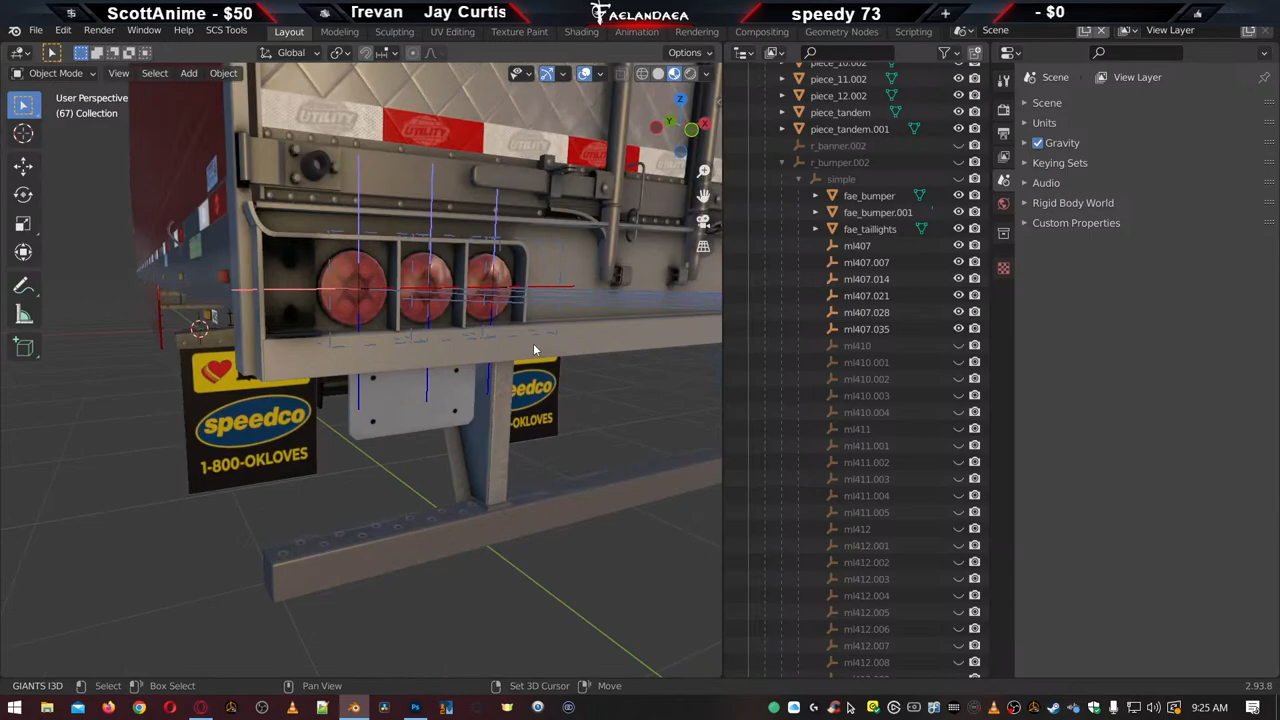 ScottAnime - $50
Trevan Jay Curtis
FAELANDAEA
speedy 73
- $0
File Edit Render Window Help SCS Tools
Layout Modeling Sculpting UV Editing Texture Paint Shading Animation Rendering Compositing Geometry Nodes Scripting
Scene
View Layer
Global
Options
Object Mode View Select Add Object
User Perspective
(67) Collection
Z
Y
X
UTILITY
UTILITY
UTILITY
UTILITY
speedco
1-800-OKLOVES
speedco
-OKLOVES
piece_10.002
piece_11.002
piece_12.002
piece_tandem
piece_tandem.001
r_banner.002
r_bumper.002
simple
fae_bumper
fae_bumper.001
fae_taillights
ml407
ml407.007
ml407.014
ml407.021
ml407.028
ml407.035
ml410
ml410.001
ml410.002
ml410.003
ml410.004
ml411
ml411.001
ml411.002
ml411.003
ml411.004
ml411.005
ml412
ml412.001
ml412.002
ml412.003
ml412.004
ml412.005
ml412.006
ml412.007
ml412.008
Scene
View Layer
Scene
Units
Gravity
Keying Sets
Audio
Rigid Body World
Custom Properties
GIANTS I3D Select Box Select Pan View Set 3D Cursor Move
2.93.8
9:25 AM